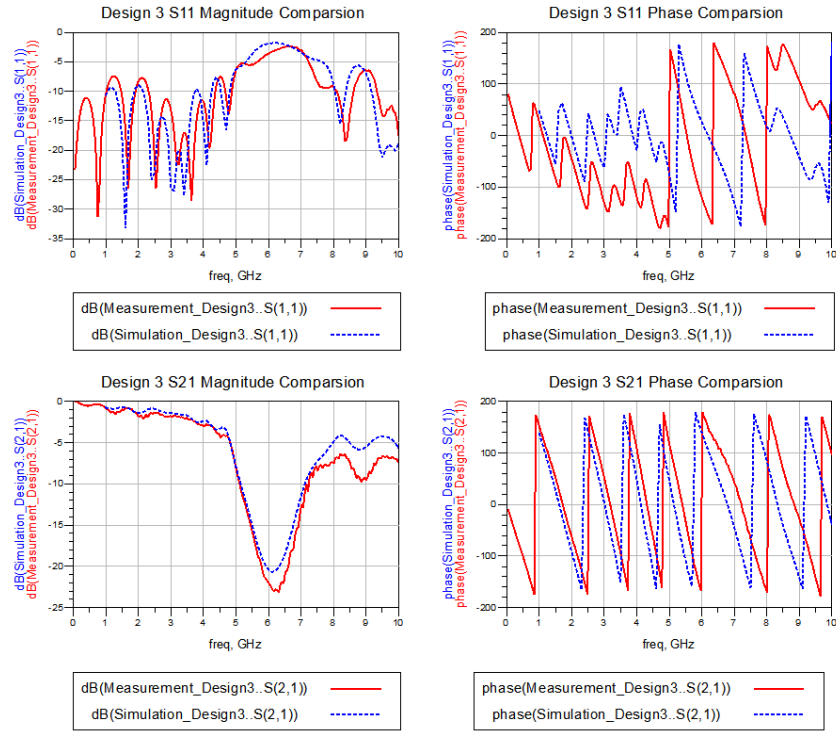 Design 3 S11 Magnitude Comparsion
dB(Simulation_Design3..S(1,1))
dB(Measurement_Design3..S(1,1))
0
-5
-10
-15
-20
-25
-30
-35
0 1 2 3 4 5 6 7 8 9 10
freq, GHz
dB(Measurement_Design3..S(1,1))
dB(Simulation_Design3..S(1,1))
Design 3 S11 Phase Comparsion
phase(Simulation_Design3..S(1,1))
phase(Measurement_Design3..S(1,1))
200
100
0
-100
-200
0 1 2 3 4 5 6 7 8 9 10
freq, GHz
phase(Measurement_Design3..S(1,1))
phase(Simulation_Design3..S(1,1))
Design 3 S21 Magnitude Comparsion
dB(Simulation_Design3..S(2,1))
dB(Measurement_Design3..S(2,1))
0
-5
-10
-15
-20
-25
0 1 2 3 4 5 6 7 8 9 10
freq, GHz
dB(Measurement_Design3..S(2,1))
dB(Simulation_Design3..S(2,1))
Design 3 S21 Phase Comparsion
phase(Simulation_Design3..S(2,1))
phase(Measurement_Design3..S(2,1))
200
100
0
-100
-200
0 1 2 3 4 5 6 7 8 9 10
freq, GHz
phase(Measurement_Design3..S(2,1))
phase(Simulation_Design3..S(2,1))